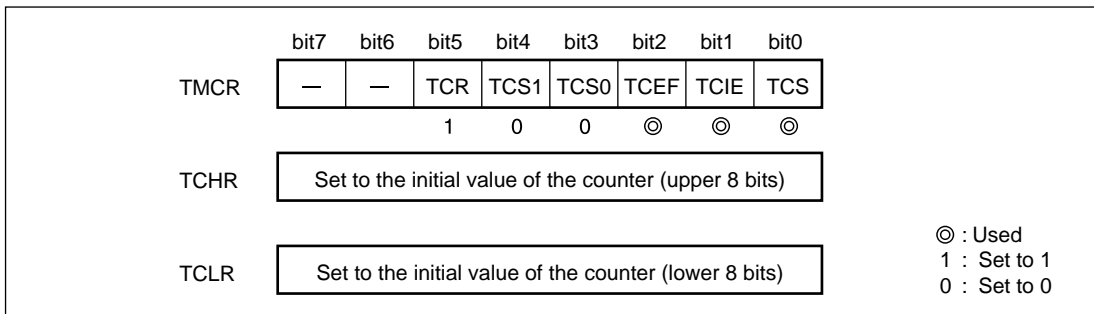 bit7 bit6 bit5 bit4 bit3 bit2 bit1 bit0
TMCR — — TCR TCS1 TCS0 TCEF TCIE TCS
1 0 0 ◎ ◎ ◎
TCHR Set to the initial value of the counter (upper 8 bits)
TCLR Set to the initial value of the counter (lower 8 bits)
◎ : Used
1 : Set to 1
0 : Set to 0